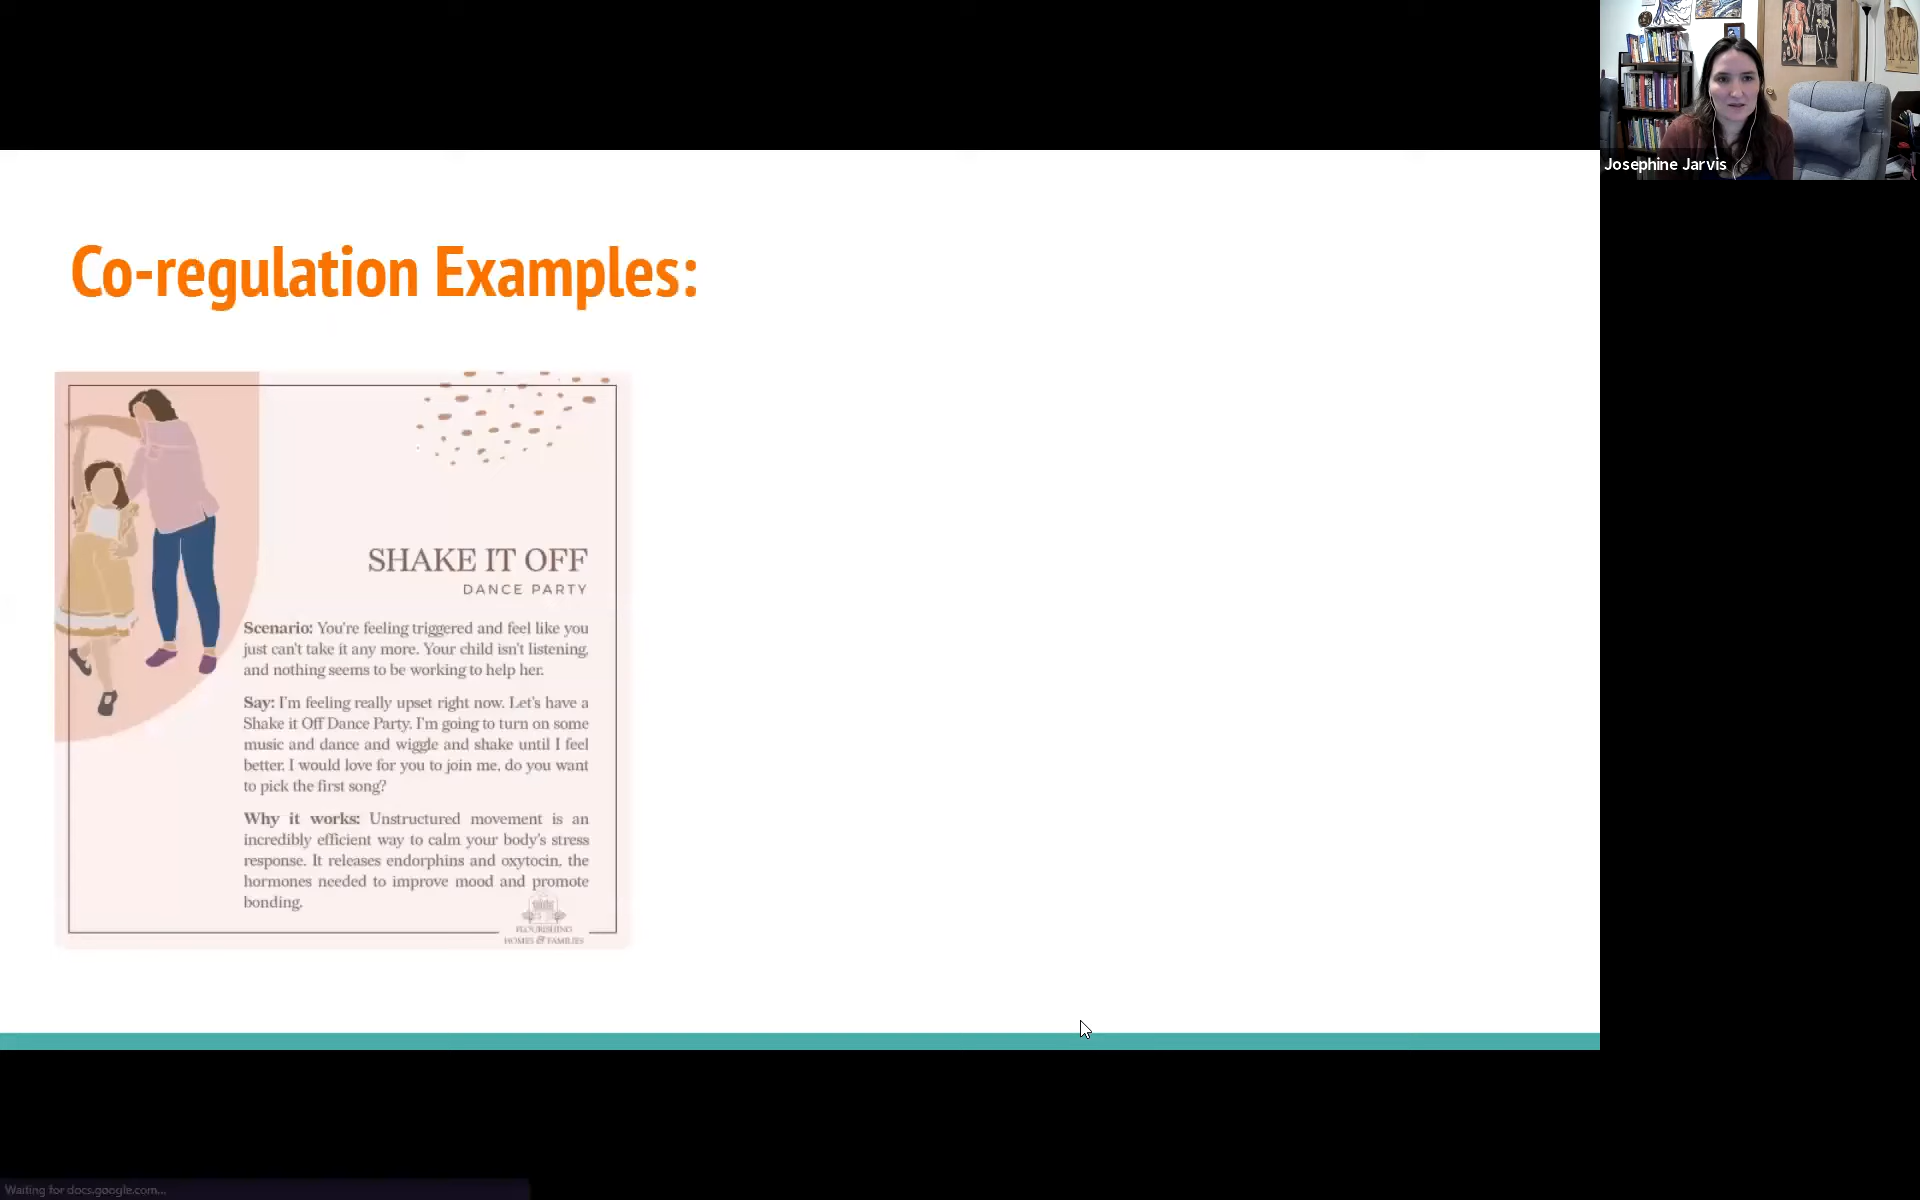 Josephine Jarvis
Co-regulation Examples:
SHAKE IT OFF
DANCE PARTY
Scenario: You're feeling triggered and feel like you
just can't take it any more. Your child isn't listening,
and nothing seems to be working to help her.
Say: I'm feeling really upset right now. Let's have a
Shake it Off Dance Party. I'm going to turn on some
music and dance and wiggle and shake until I feel
better. I would love for you to join me, do you want
to pick the first song?
Why it works: Unstructured movement is an
incredibly efficient way to calm your body's stress
response. It releases endorphins and oxytocin, the
hormones needed to improve mood and promote
bonding.
FLOURISHING
HOMES & FAMILIES
Waiting for docs.google.com...